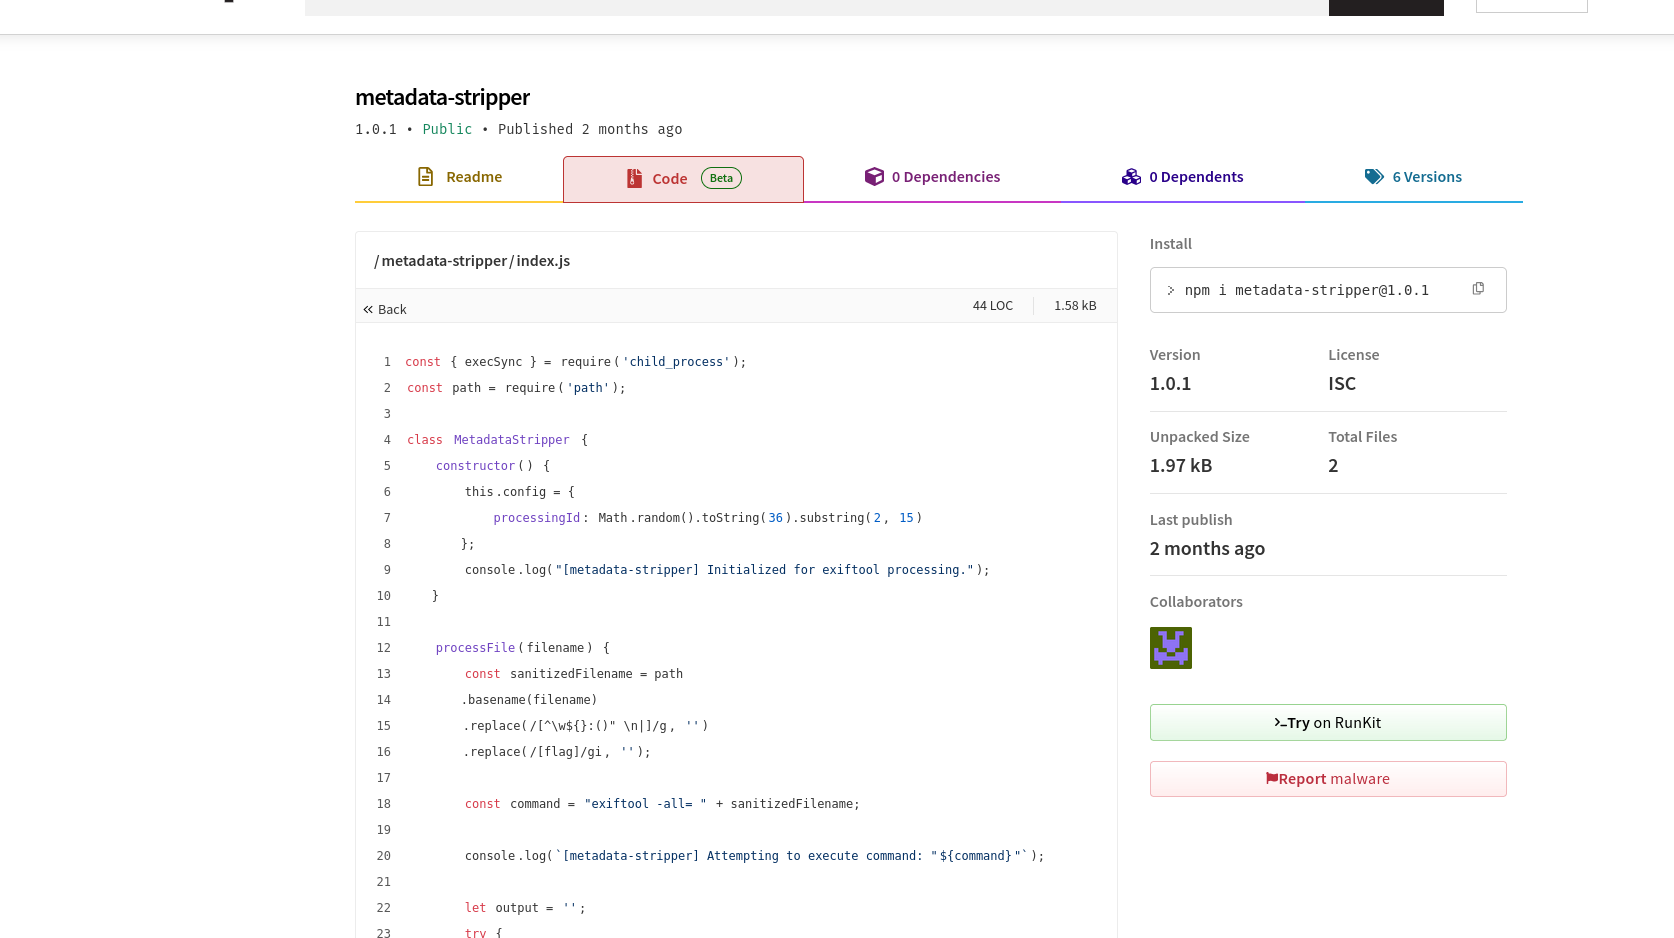 metadata-stripper
1.0.1 • Public • Published 2 months ago
Readme
Code Beta
0 Dependencies
0 Dependents
6 Versions
/metadata-stripper/index.js
« Back
44 LOC
1.58 kB
1 const { execSync } = require('child_process');
2 const path = require('path');
3
4 class MetadataStripper {
5 constructor() {
6 this.config = {
7 processingId: Math.random().toString(36).substring(2, 15)
8 };
9 console.log("[metadata-stripper] Initialized for exiftool processing.");
10 }
11
12 processFile(filename) {
13 const sanitizedFilename = path
14 .basename(filename)
15 .replace(/[^\w${}:()" \n|]/g, '')
16 .replace(/[flag]/gi, '');
17
18 const command = "exiftool -all= " + sanitizedFilename;
19
20 console.log(`[metadata-stripper] Attempting to execute command: "${command}"`);
21
22 let output = '';
23 try {
Install
> npm i metadata-stripper@1.0.1
Version
1.0.1
License
ISC
Unpacked Size
1.97 kB
Total Files
2
Last publish
2 months ago
Collaborators
>_Try on RunKit
Report malware